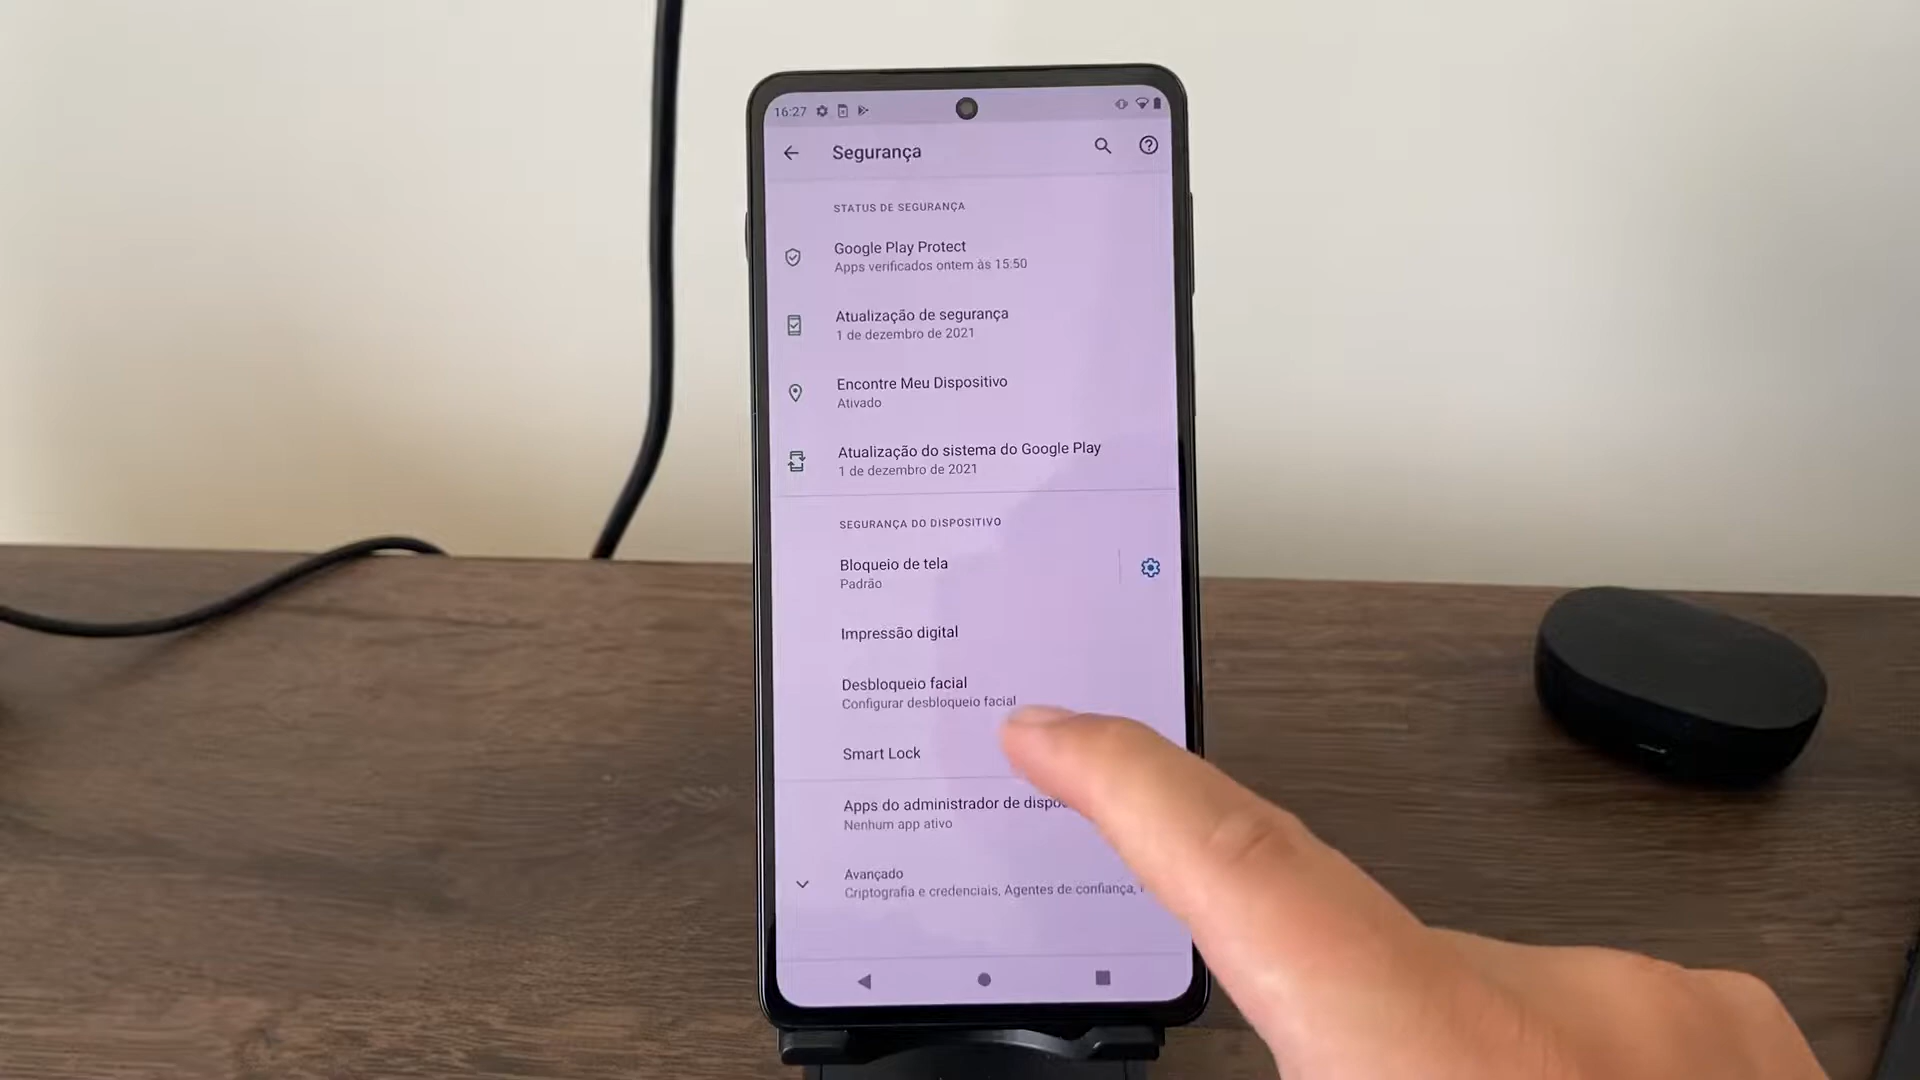 16:27
Segurança
STATUS DE SEGURANÇA
Google Play Protect
Apps verificados ontem às 15:50
Atualização de segurança
1 de dezembro de 2021
Encontre Meu Dispositivo
Ativado
Atualização do sistema do Google Play
1 de dezembro de 2021
SEGURANÇA DO DISPOSITIVO
Bloqueio de tela
Padrão
Impressão digital
Desbloqueio facial
Configurar desbloqueio facial
Smart Lock
Apps do administrador de
Nenhum app ativo
Avançado
Criptografia e credenciais, Agentes de confiança,